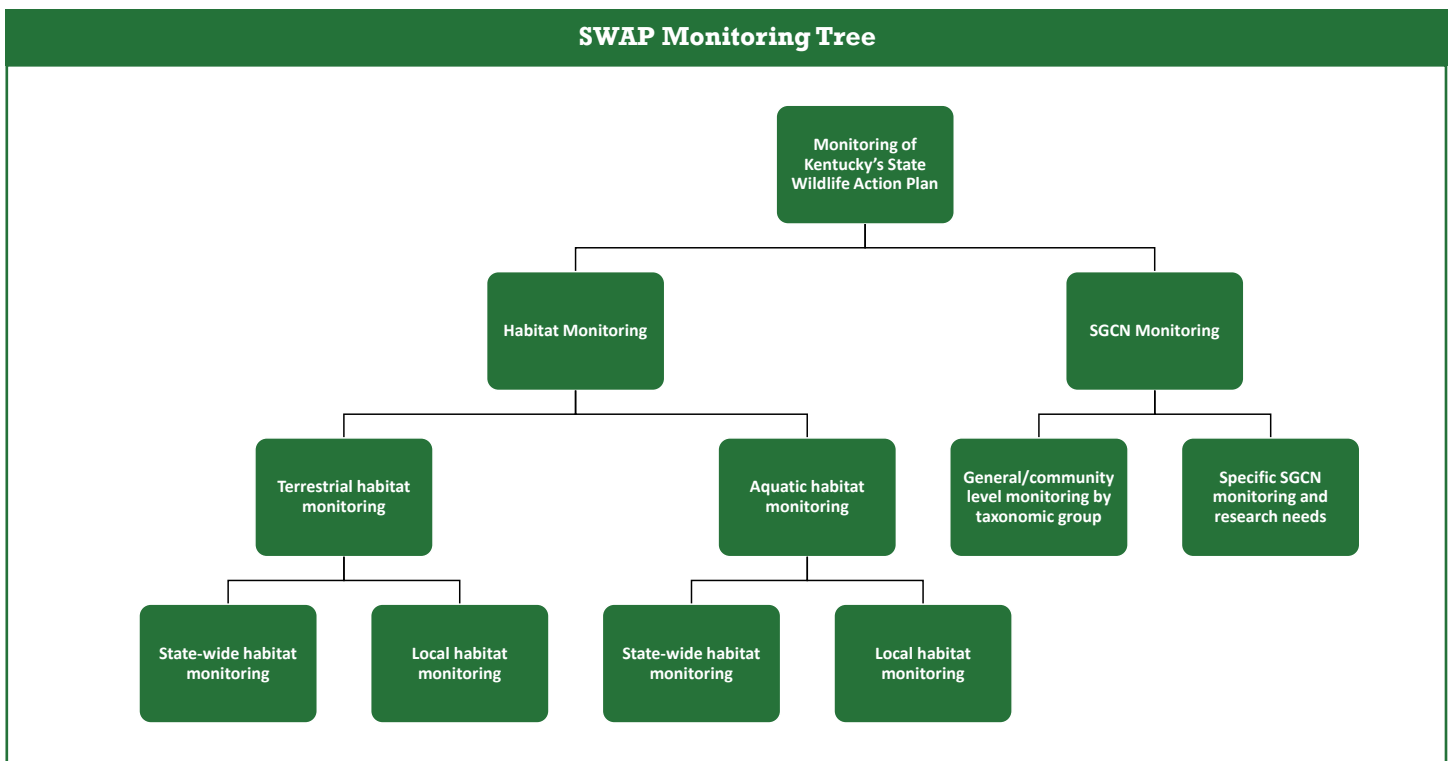 SWAP Monitoring Tree
Monitoring of
Kentucky’s State
Wildlife Action Plan
Habitat Monitoring
SGCN Monitoring
Terrestrial habitat
monitoring
Aquatic habitat
monitoring
General/community
level monitoring by
taxonomic group
Specific SGCN
monitoring and
research needs
State-wide habitat
monitoring
Local habitat
monitoring
State-wide habitat
monitoring
Local habitat
monitoring